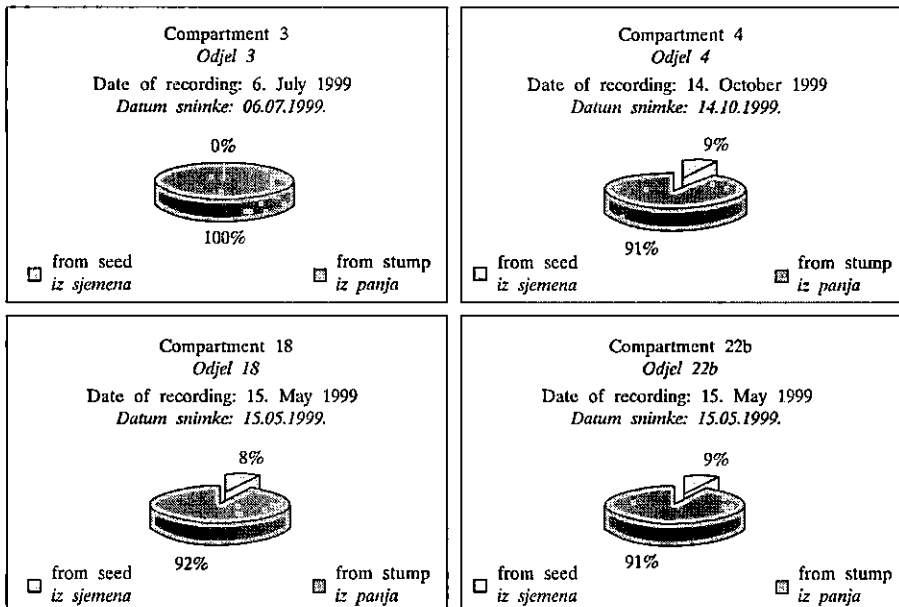 Compartment 3
Odjel 3
Date of recording: 6. July 1999
Datum snimke: 06.07.1999.
0%
100%
from seed
iz sjemena
from stump
iz panja
Compartment 4
Odjel 4
Date of recording: 14. October 1999
Datum snimke: 14.10.1999.
9%
91%
from seed
iz sjemena
from stump
iz panja
Compartment 18
Odjel 18
Date of recording: 15. May 1999
Datum snimke: 15.05.1999.
8%
92%
from seed
iz sjemena
from stump
iz panja
Compartment 22b
Odjel 22b
Date of recording: 15. May 1999
Datum snimke: 15.05.1999.
9%
91%
from seed
iz sjemena
from stump
iz panja